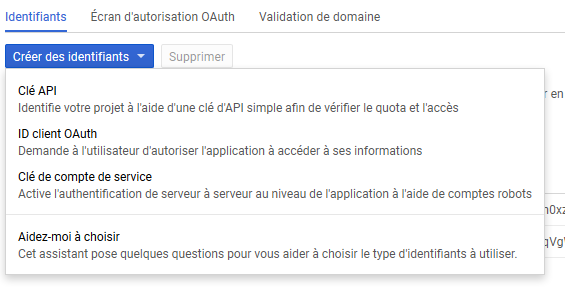 Identifiants Écran d'autorisation OAuth Validation de domaine
Créer des identifiants Supprimer
Clé API
Identifie votre projet à l'aide d'une clé d'API simple afin de vérifier le quota et l'accès
r en
ID client OAuth
Demande à l'utilisateur d'autoriser l'application à accéder à ses informations
Clé de compte de service
Active l'authentification de serveur à serveur au niveau de l'application à l'aide de comptes robots
Aidez-moi à choisir
Cet assistant pose quelques questions pour vous aider à choisir le type d'identifiants à utiliser.